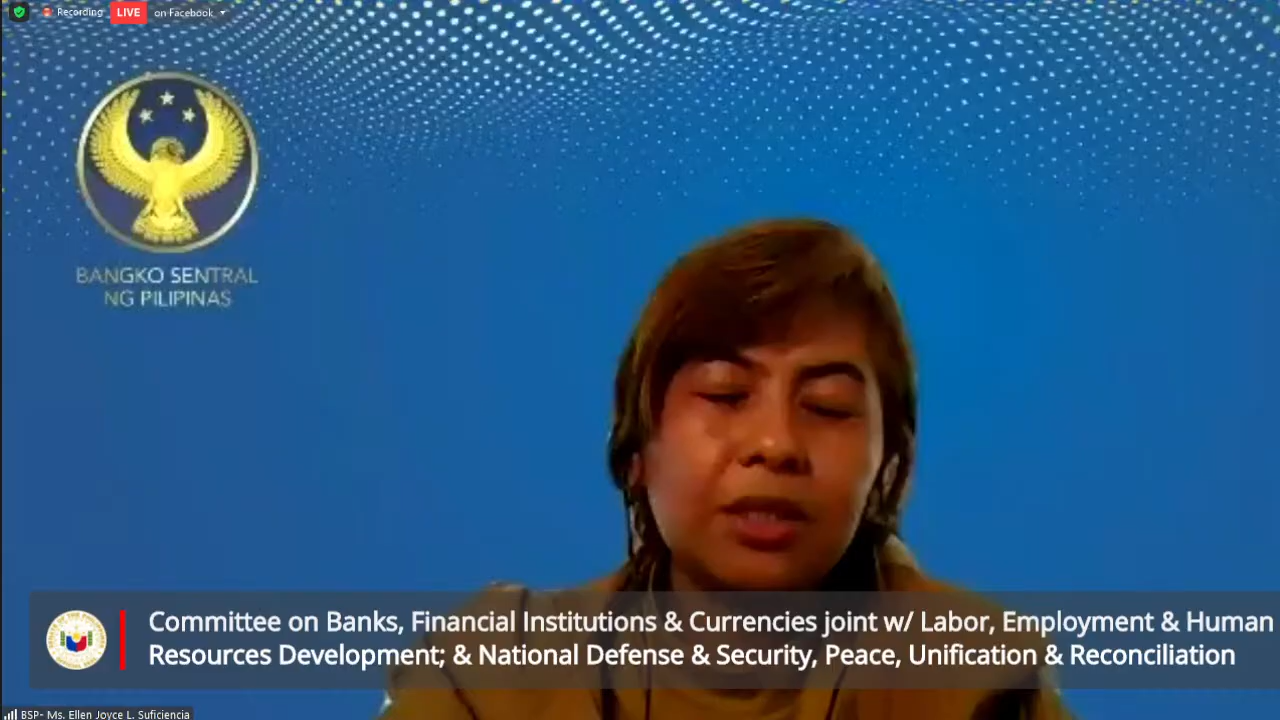 Recording LIVE on Facebook
BANGKO SENTRAL
NG PILIPINAS
Committee on Banks, Financial Institutions & Currencies joint w/ Labor, Employment & Human
Resources Development; & National Defense & Security, Peace, Unification & Reconciliation
BSP- Ms. Ellen Joyce L. Suficiencia